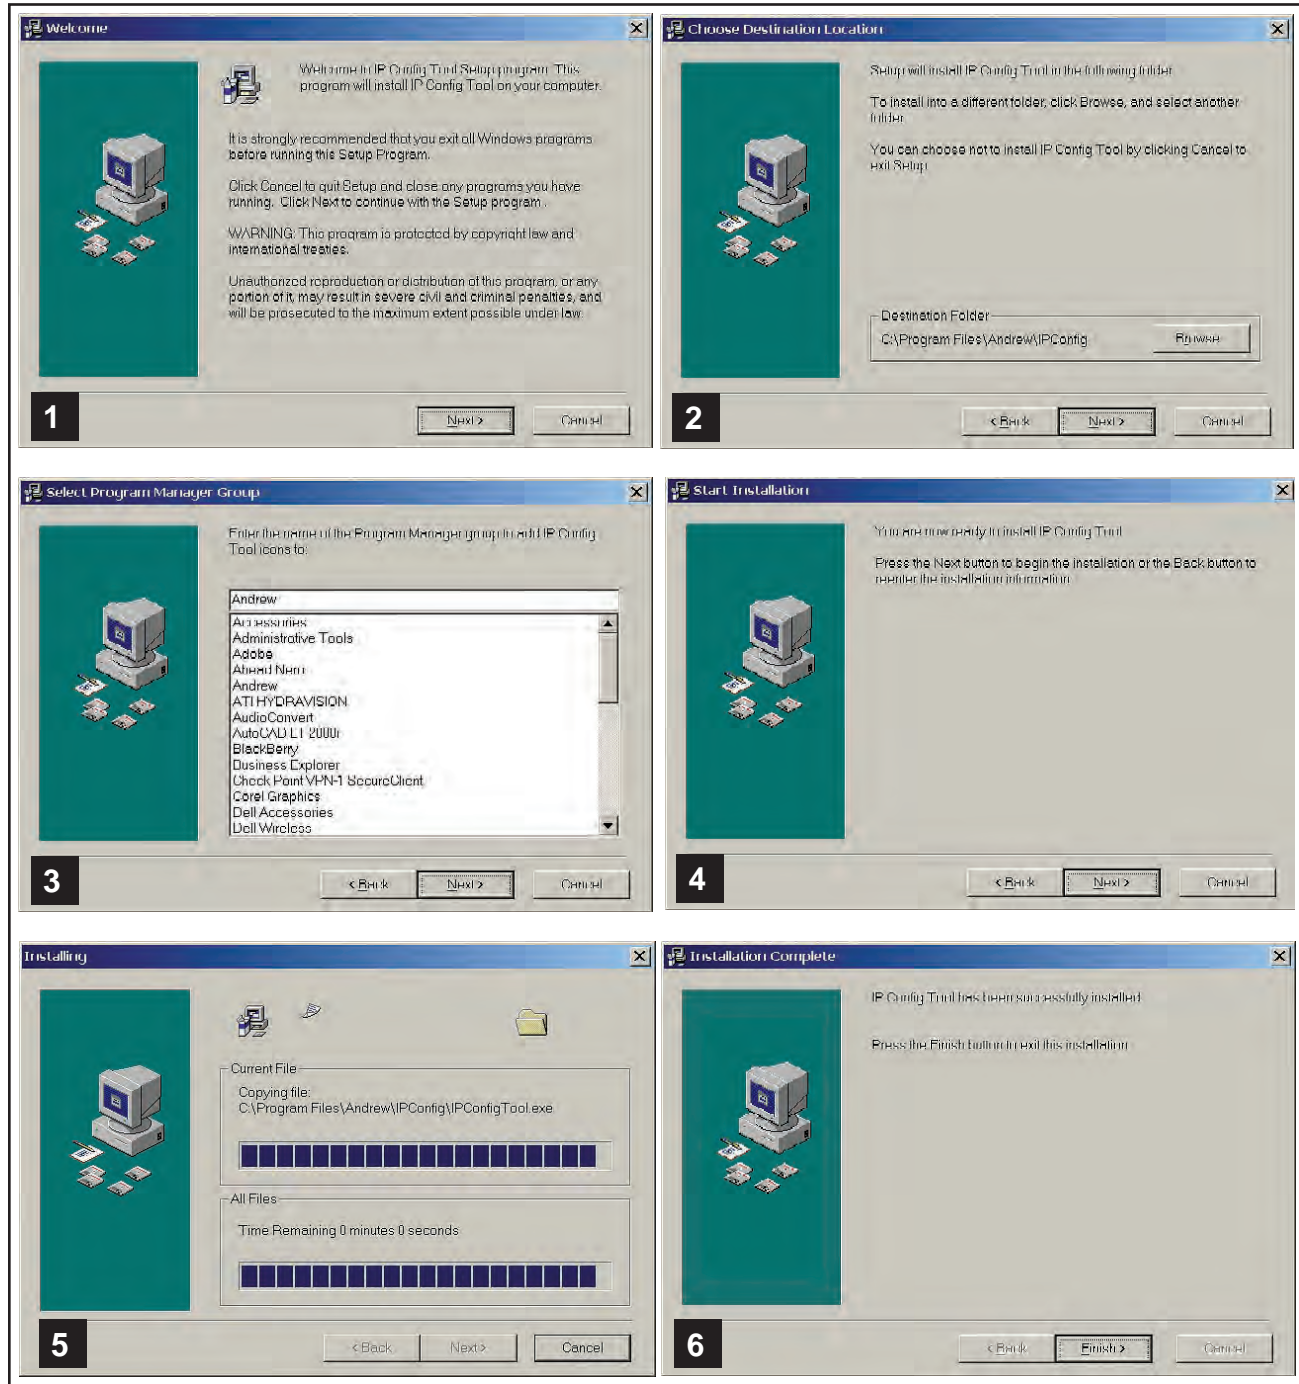 Welcome
Welcome to IP Config Tool Setup program. This
program will install IP Config Tool on your computer.
It is strongly recommended that you exit all Windows programs
before running this Setup Program.
Click Cancel to quit Setup and close any programs you have
running. Click Next to continue with the Setup program .
WARNING: This program is protected by copyright law and
international treaties.
Unauthorized reproduction or distribution of this program, or any
portion of it, may result in severe civil and criminal penalties, and
will be prosecuted to the maximum extent possible under law.
1
Next >
Cancel
Choose Destination Location
Setup will install IP Config Tool in the following folder.
To install into a different folder, click Browse, and select another
folder.
You can choose not to install IP Config Tool by clicking Cancel to
exit Setup.
Destination Folder
C:\Program Files\Andrew\IPConfig
Browse
2
< Back
Next >
Cancel
Select Program Manager Group
Enter the name of the Program Manager group to add IP Config
Tool icons to:
Andrew
Accessories
Administrative Tools
Adobe
Ahead Nero
Andrew
ATI HYDRAVISION
AudioConvert
AutoCAD LT 2000i
BlackBerry
Business Explorer
Check Point VPN-1 SecureClient
Corel Graphics
Dell Accessories
Dell Wireless
3
< Back
Next >
Cancel
Start Installation
You are now ready to install IP Config Tool.
Press the Next button to begin the installation or the Back button to
reenter the installation information.
4
< Back
Next >
Cancel
Installing
Current File
Copying file:
C:\Program Files\Andrew\IPConfig\IPConfigTool.exe
All Files
Time Remaining 0 minutes 0 seconds
5
< Back
Next >
Cancel
Installation Complete
IP Config Tool has been successfully installed.
Press the Finish button to exit this installation.
6
< Back
Finish >
Cancel